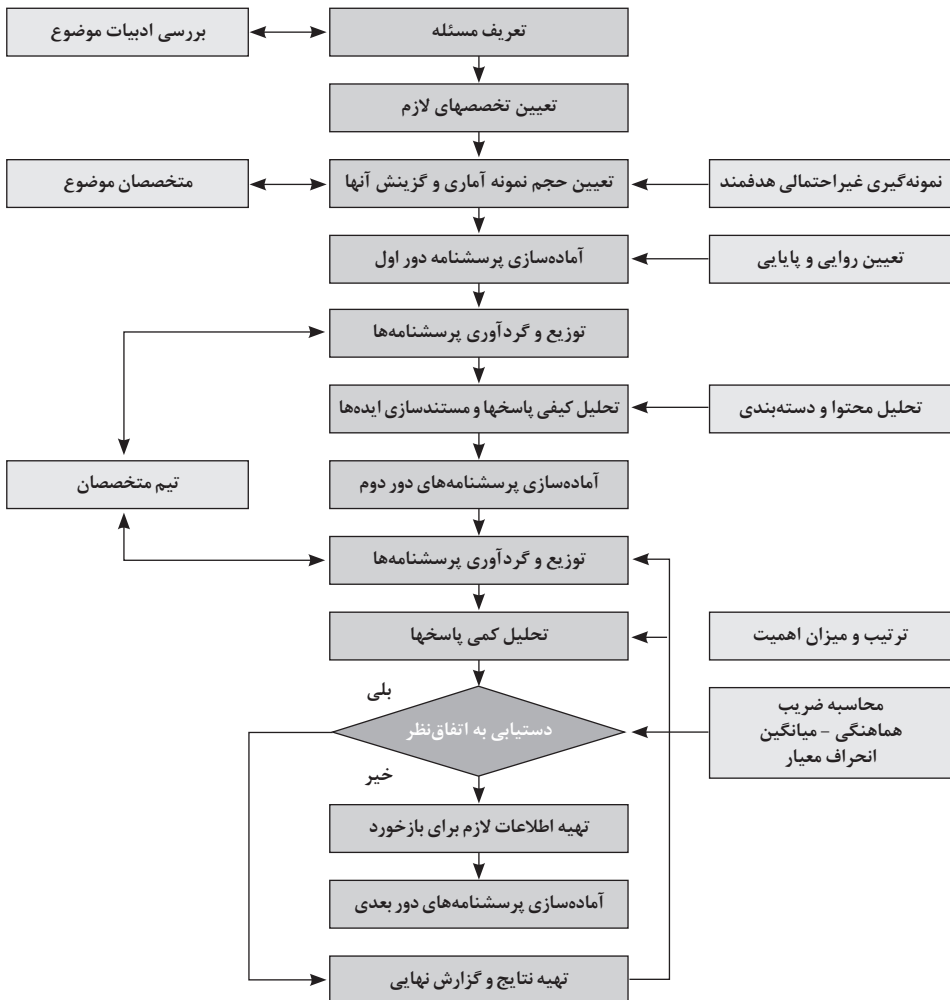 بررسی ادبیات موضوع
تعریف مسئله
تعیین تخصصهای لازم
نمونه‌گیری غیراحتمالی هدفمند
تعیین حجم نمونه آماری و گزینش آنها
متخصصان موضوع
تعیین روایی و پایایی
آماده‌سازی پرسشنامه دور اول
توزیع و گردآوری پرسشنامه‌ها
تحلیل محتوا و دسته‌بندی
تحلیل کیفی پاسخها و مستندسازی ایده‌ها
آماده‌سازی پرسشنامه‌های دور دوم
تیم متخصصان
توزیع و گردآوری پرسشنامه‌ها
ترتیب و میزان اهمیت
تحلیل کمی پاسخها
بلی
محاسبه ضریب
هماهنگی – میانگین
انحراف معیار
دستیابی به اتفاق‌نظر
خیر
تهیه اطلاعات لازم برای بازخورد
آماده‌سازی پرسشنامه‌های دور بعدی
تهیه نتایج و گزارش نهایی